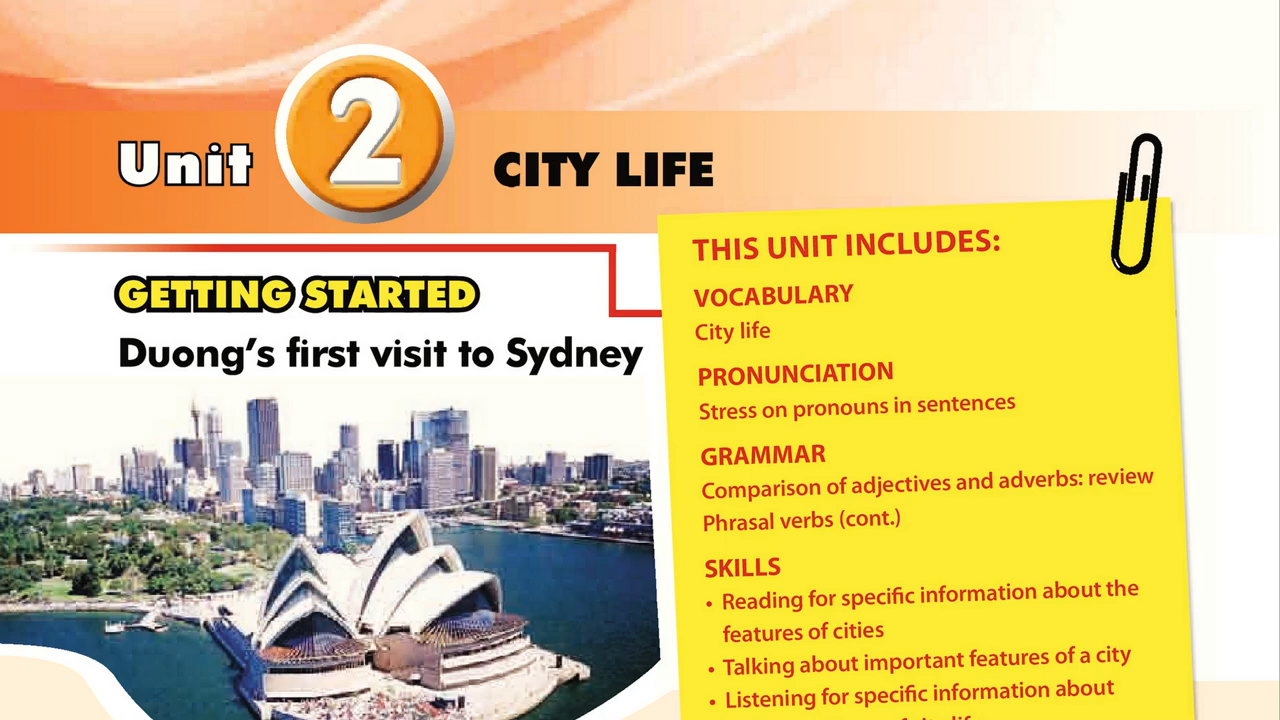 Unit 2 CITY LIFE
GETTING STARTED
Duong's first visit to Sydney
THIS UNIT INCLUDES:
VOCABULARY
City life
PRONUNCIATION
Stress on pronouns in sentences
GRAMMAR
Comparison of adjectives and adverbs: review
Phrasal verbs (cont.)
SKILLS
• Reading for specific information about the
features of cities
• Talking about important features of a city
• Listening for specific information about